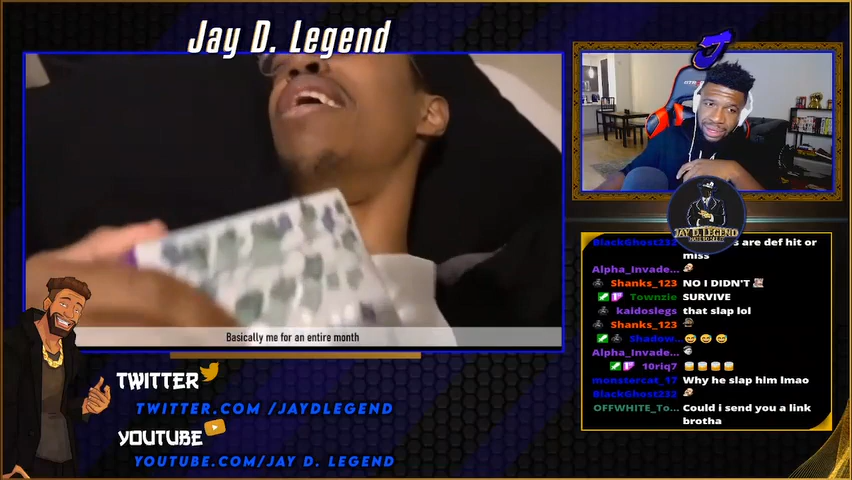 Jay D. Legend
J
Basically me for an entire month
JAY D. LEGEND
BlackGhost222
s are def hit or
miss
Alpha_Invade...
Shanks_123 NO I DIDN'T
Townzie SURVIVE
kaidoslegs that slap lol
Shanks_123
Shadow...
Alpha_Invade...
10riq7
monstercat_17 Why he slap him lmao
BlackGhost222
OFFWHITE_To... Could i send you a link
brotha
TWITTER
TWITTER.COM /JAYDLEGEND
YOUTUBE
YOUTUBE.COM/JAY D. LEGEND